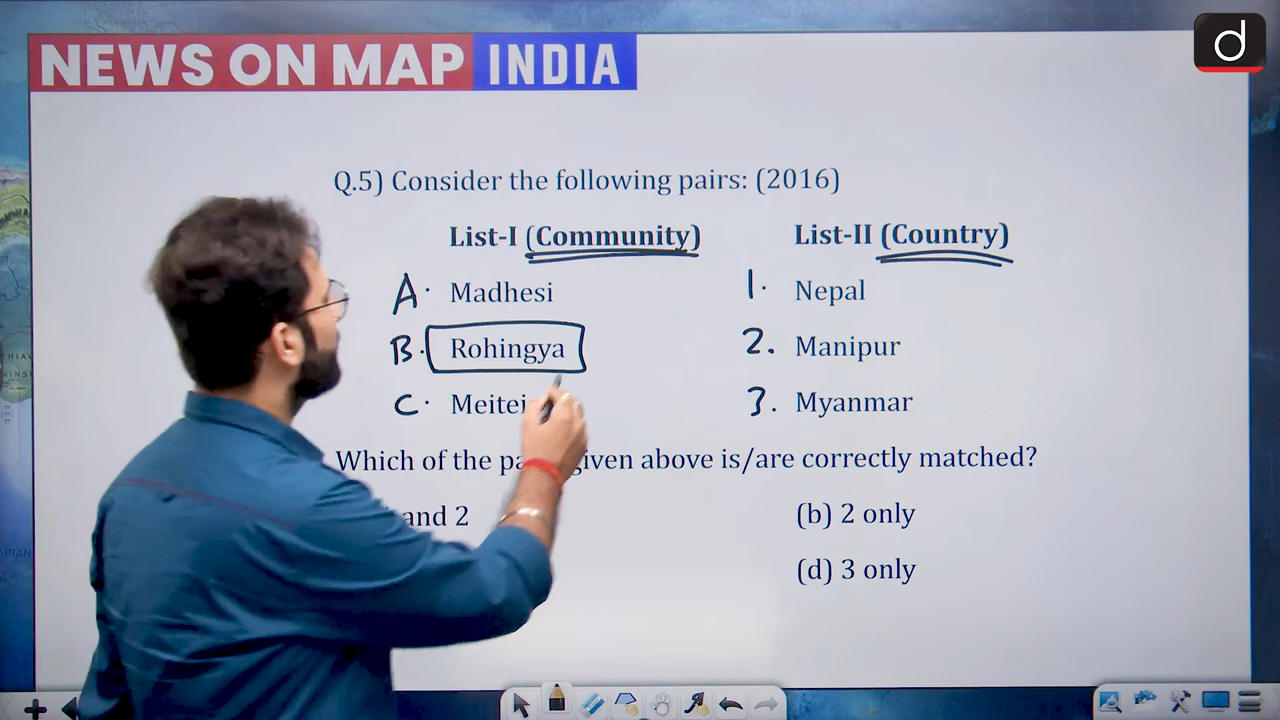 d
NEWS ON MAP INDIA
Q.5) Consider the following pairs: (2016)
List-I (Community) List-II (Country)
A. Madhesi 1. Nepal
B. Rohingya 2. Manipur
C. Meitei 3. Myanmar
Which of the given above is/are correctly matched?
and 2 (b) 2 only
(d) 3 only